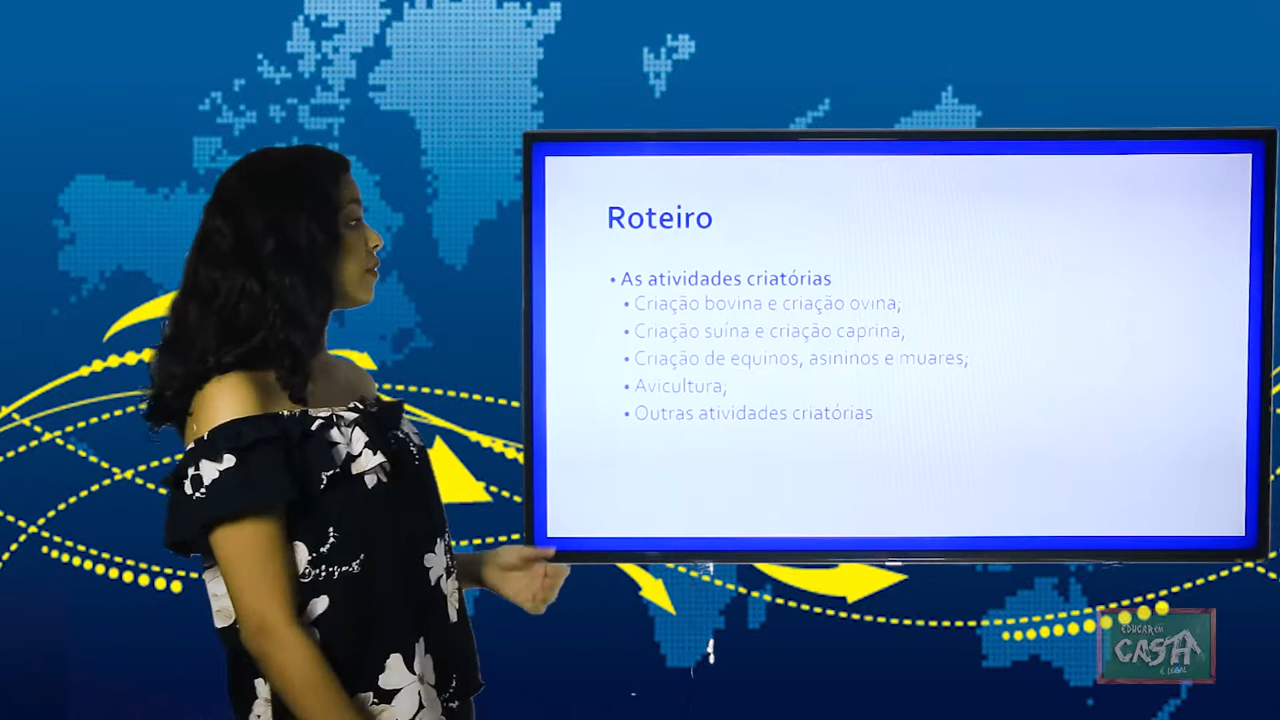 Roteiro
• As atividades criatórias
• Criação bovina e criação ovina;
• Criação suína e criação caprina;
• Criação de equinos, asininos e muares;
• Avicultura;
• Outras atividades criatórias
EDUCAR EM
CASA
É LEGAL